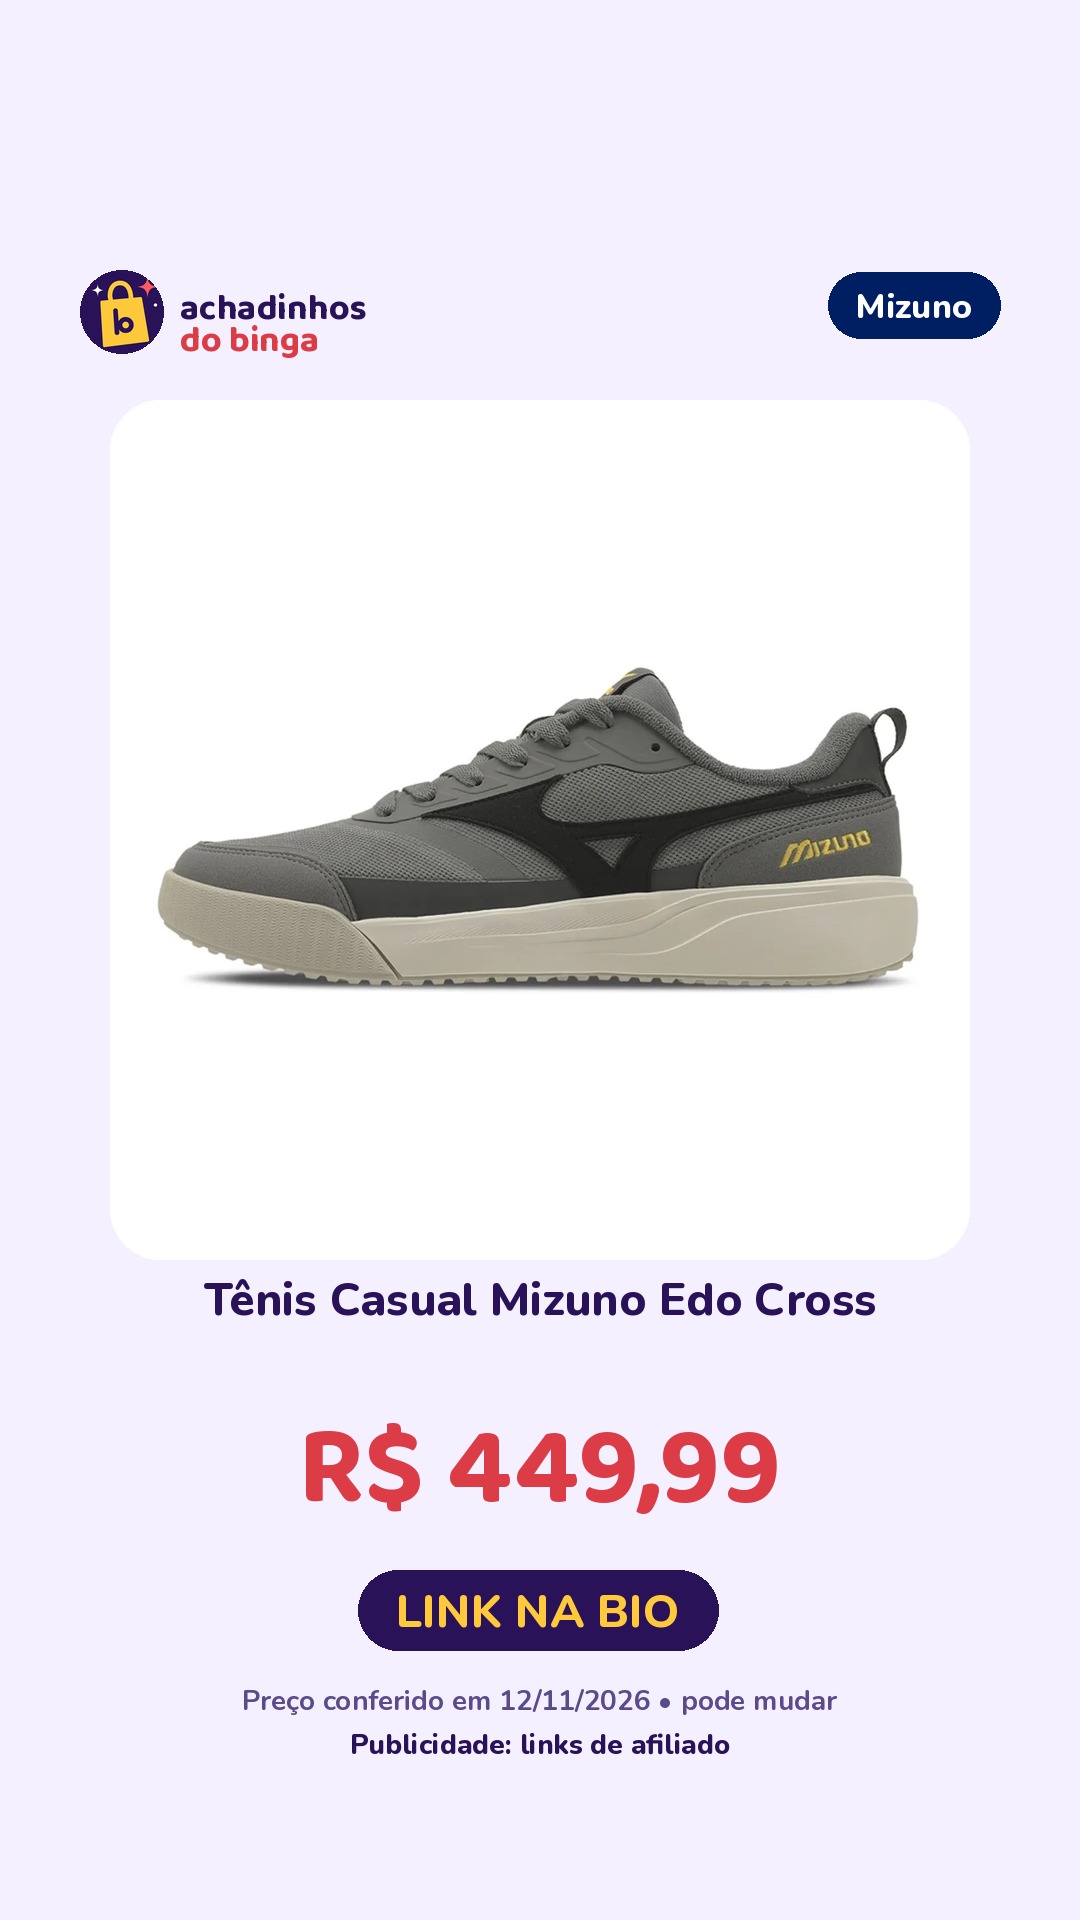 achadinhos
do binga
b
Mizuno
MIZUNO
Tênis Casual Mizuno Edo Cross
R$ 449,99
LINK NA BIO
Preço conferido em 12/11/2026 • pode mudar
Publicidade: links de afiliado